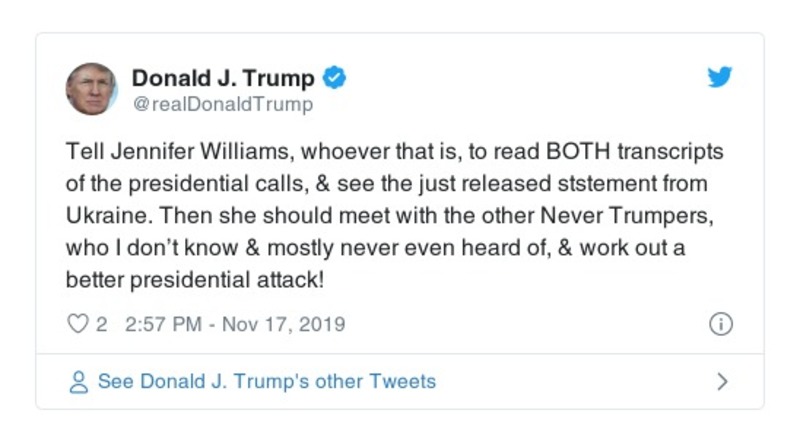 Donald J. Trump
@realDonaldTrump
Tell Jennifer Williams, whoever that is, to read BOTH transcripts
of the presidential calls, & see the just released ststement from
Ukraine. Then she should meet with the other Never Trumpers,
who I don’t know & mostly never even heard of, & work out a
better presidential attack!
2 2:57 PM - Nov 17, 2019
See Donald J. Trump's other Tweets